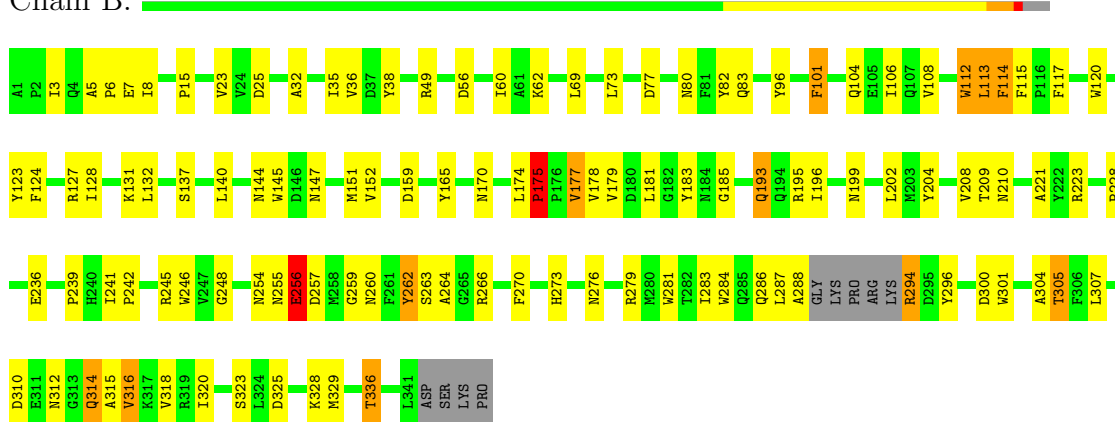 Chain B:
A1 P2 I3 Q4 A5 P6 E7 I8 P15 V23 V24 D25 A32 I35 V36 D37 Y38 R49 D56 I60 A61 K62 L69 L73 D77 N80 F81 Y82 Q83 Y96 F101 Q104 E105 I106 Q107 V108 W112 L113 F114 F115 P116 F117 W120
Y123 F124 R127 I128 K131 L132 S137 L140 N144 W145 D146 N147 M151 V152 D159 Y165 N170 L174 P175 P176 V177 V178 V179 D180 L181 G182 Y183 N184 G185 Q193 Q194 R195 I196 N199 L202 M203 Y204 V208 T209 N210 A221 Y222 R223
E236 P239 H240 I241 P242 R245 W246 V247 G248 N254 N255 E256 D257 M258 G259 N260 F261 Y262 S263 A264 G265 R266 F270 H273 N276 R279 M280 W281 T282 I283 W284 Q285 Q286 L287 A288 GLY LYS PRO ARG LYS R294 D295 Y296 D300 W301 A304 T305 F306 L307
D310 E311 N312 G313 Q314 A315 V316 K317 V318 R319 I320 S323 L324 D325 K328 M329 T336 L341 ASP SER LYS PRO